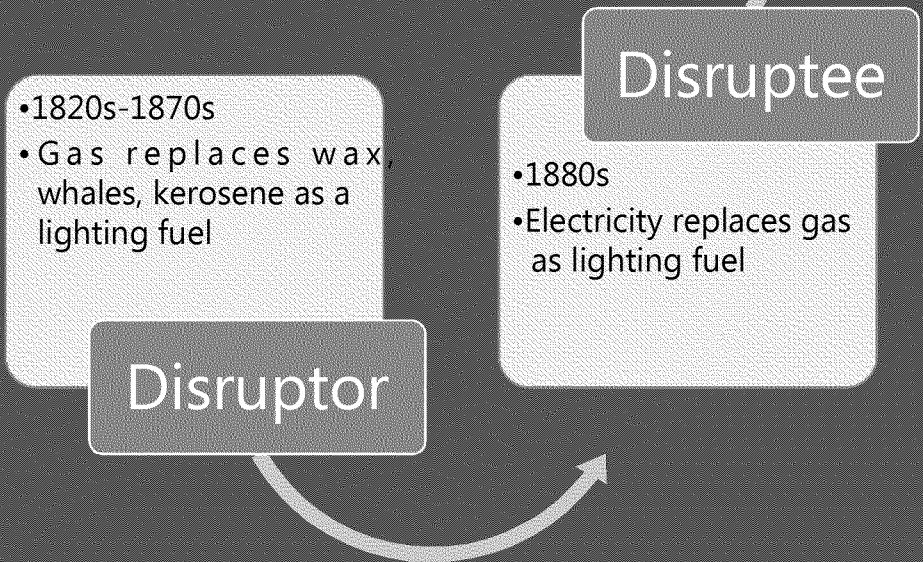 •1820s-1870s
•Gas replaces wax,
whales, kerosene as a
lighting fuel
Disruptor
Disruptee
•1880s
•Electricity replaces gas
as lighting fuel